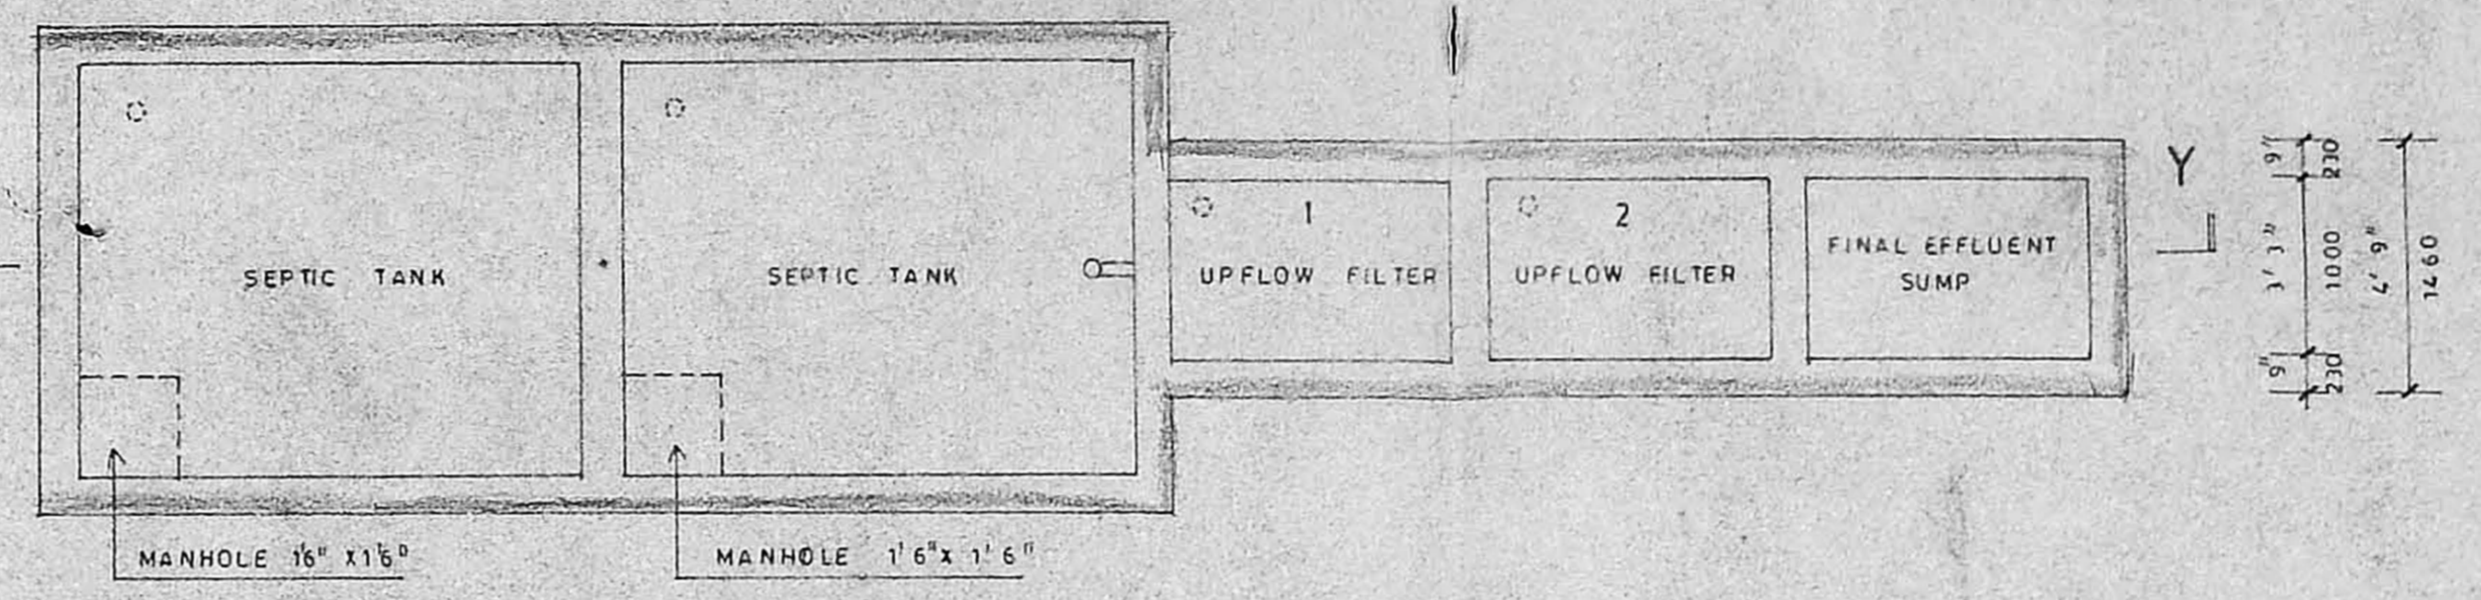 SEPTIC TANK
SEPTIC TANK
1
UPFLOW FILTER
2
UPFLOW FILTER
FINAL EFFLUENT
SUMP
Y
9"
230
3' 3"
1000
9"
230
4' 9"
1460
MANHOLE 1'6" X 1'6"
MANHOLE 1' 6" X 1' 6"